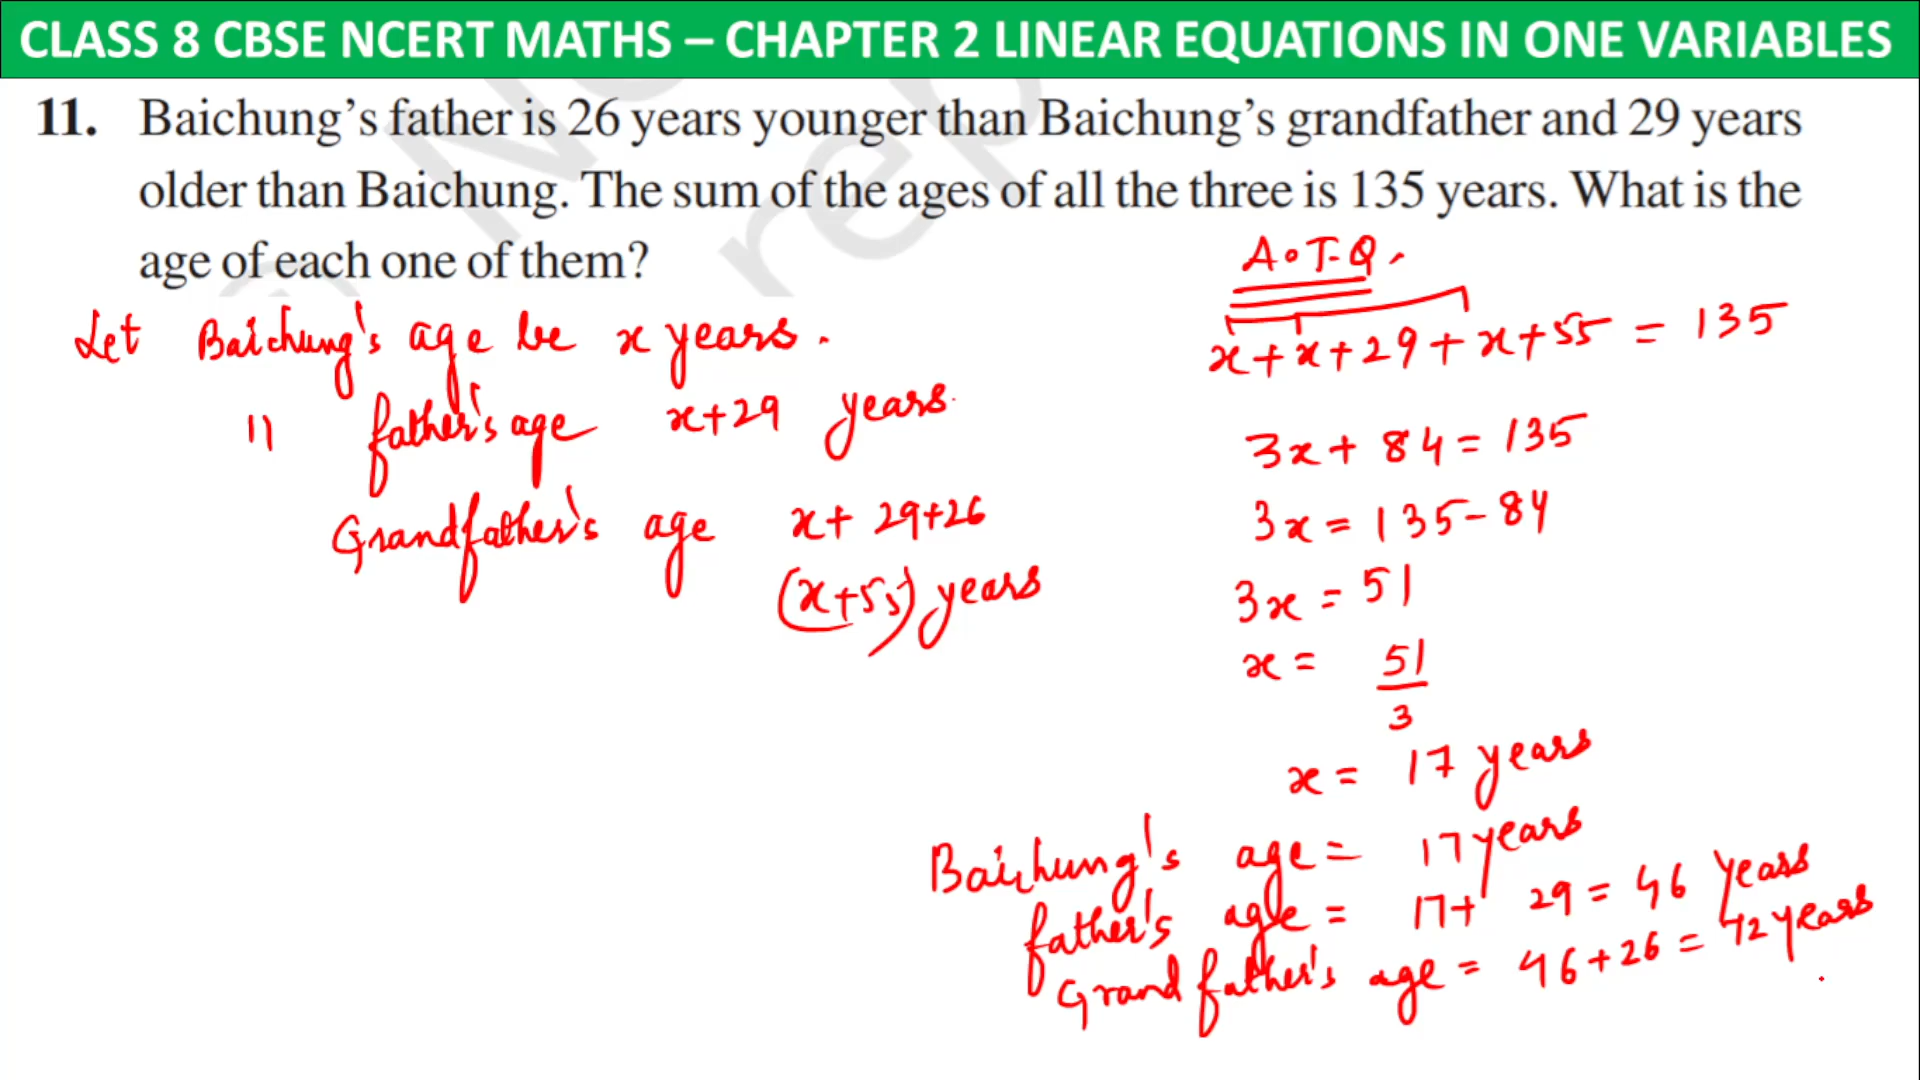 CLASS 8 CBSE NCERT MATHS – CHAPTER 2 LINEAR EQUATIONS IN ONE VARIABLES
11. Baichung's father is 26 years younger than Baichung's grandfather and 29 years
older than Baichung. The sum of the ages of all the three is 135 years. What is the
age of each one of them?
Let Baichung's age be x years.
" father's age x+29 years
Grandfather's age x+ 29+26
(x+55) years
A.T.Q.
x+x+29+x+55 = 135
3x+ 84 = 135
3x = 135-84
3x = 51
x = 51
3
x = 17 years
Baichung's age = 17 years
father's age = 17+ 29 = 46 years
Grandfather's age = 46+26 = 72 years